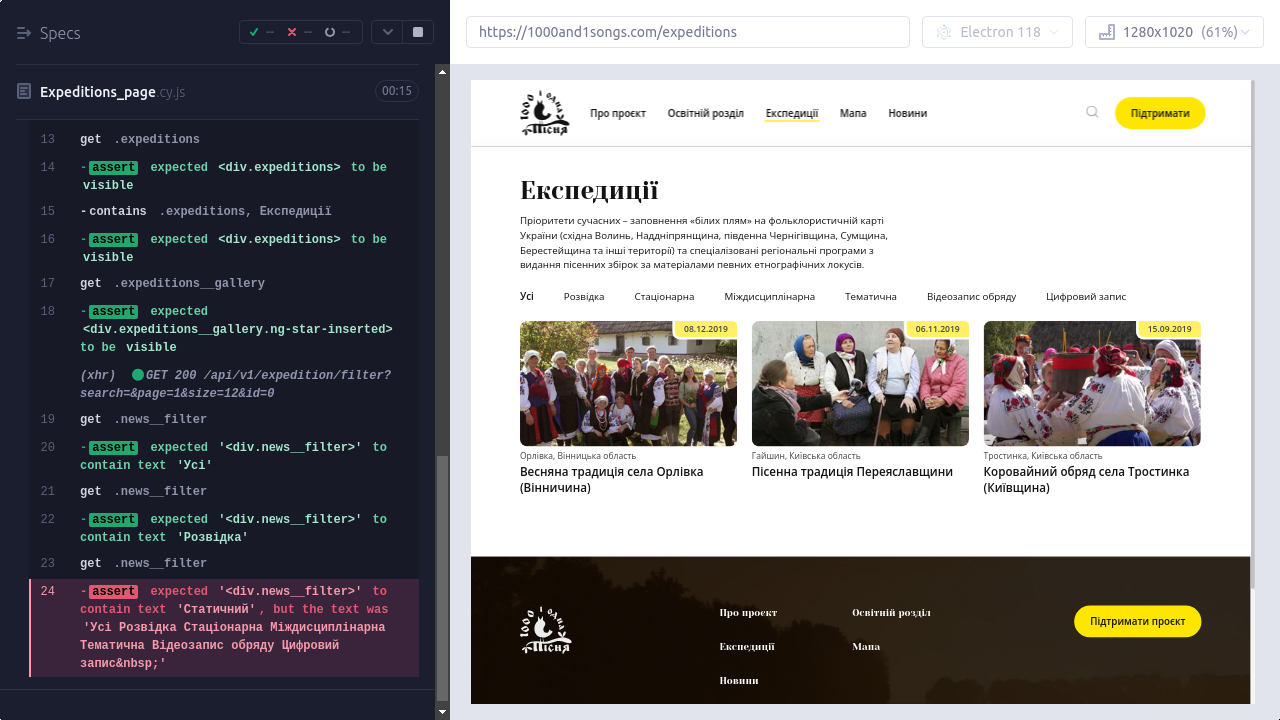 Specs
--
--
--
Expeditions_page.cy.js
00:15
13 get .expeditions
14 -assert expected <div.expeditions> to be
visible
15 -contains .expeditions, Експедиції
16 -assert expected <div.expeditions> to be
visible
17 get .expeditions__gallery
18 -assert expected
<div.expeditions__gallery.ng-star-inserted>
to be visible
(xhr) GET 200 /api/v1/expedition/filter?
search=&page=1&size=12&id=0
19 get .news__filter
20 -assert expected '<div.news__filter>' to
contain text 'Усі'
21 get .news__filter
22 -assert expected '<div.news__filter>' to
contain text 'Розвідка'
23 get .news__filter
24 -assert expected '<div.news__filter>' to
contain text 'Статичний', but the text was
'Усі Розвідка Стаціонарна Міждисциплінарна
Тематична Відеозапис обряду Цифровий
запис&nbsp;'
https://1000and1songs.com/expeditions
Electron 118
1280x1020 (61%)
1001 одна Пісня
Про проєкт Освітній розділ Експедиції Мапа Новини
Підтримати
Експедиції
Пріоритети сучасних – заповнення «білих плям» на фольклористичній карті
України (східна Волинь, Наддніпрянщина, південна Чернігівщина, Сумщина,
Берестейщина та інші території) та спеціалізовані регіональні програми з
видання пісенних збірок за матеріалами певних етнографічних локусів.
Усі Розвідка Стаціонарна Міждисциплінарна Тематична Відеозапис обряду Цифровий запис
08.12.2019
06.11.2019
15.09.2019
Орлівка, Вінницька область
Весняна традиція села Орлівка
(Вінничина)
Гайшин, Київська область
Пісенна традиція Переяславщини
Тростинка, Київська область
Коровайний обряд села Тростинка
(Київщина)
Про проєкт
Освітній розділ
Підтримати проєкт
Експедиції
Мапа
Новини